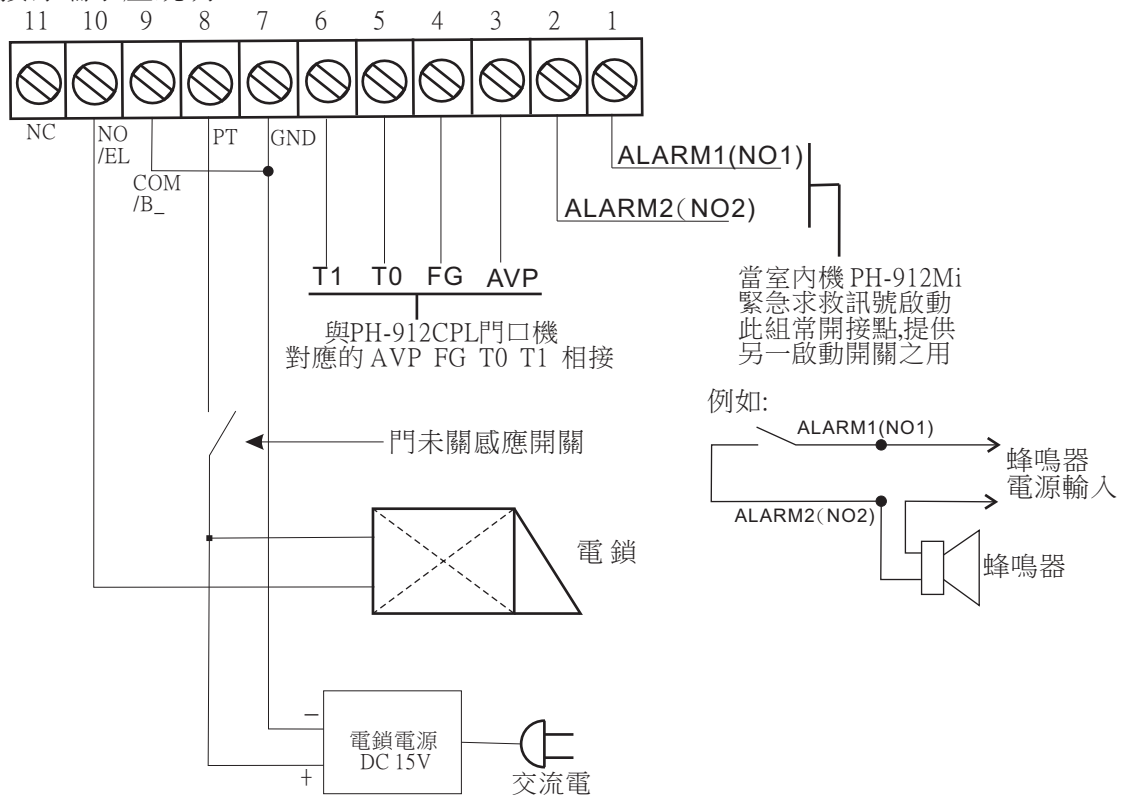 11 10 9 8 7 6 5 4 3 2 1
NC
NO
/EL
COM
/B_
PT
GND
ALARM1(NO1)
ALARM2(NO2)
T1 T0 FG AVP
與PH-912CPL門口機
對應的 AVP FG T0 T1 相接
當室內機 PH-912Mi
緊急求救訊號啟動
此組常開接點,提供
另一啟動開關之用
門未關感應開關
電鎖
例如:
ALARM1(NO1)
ALARM2(NO2)
蜂鳴器
電源輸入
蜂鳴器
−
+
電鎖電源
DC 15V
交流電